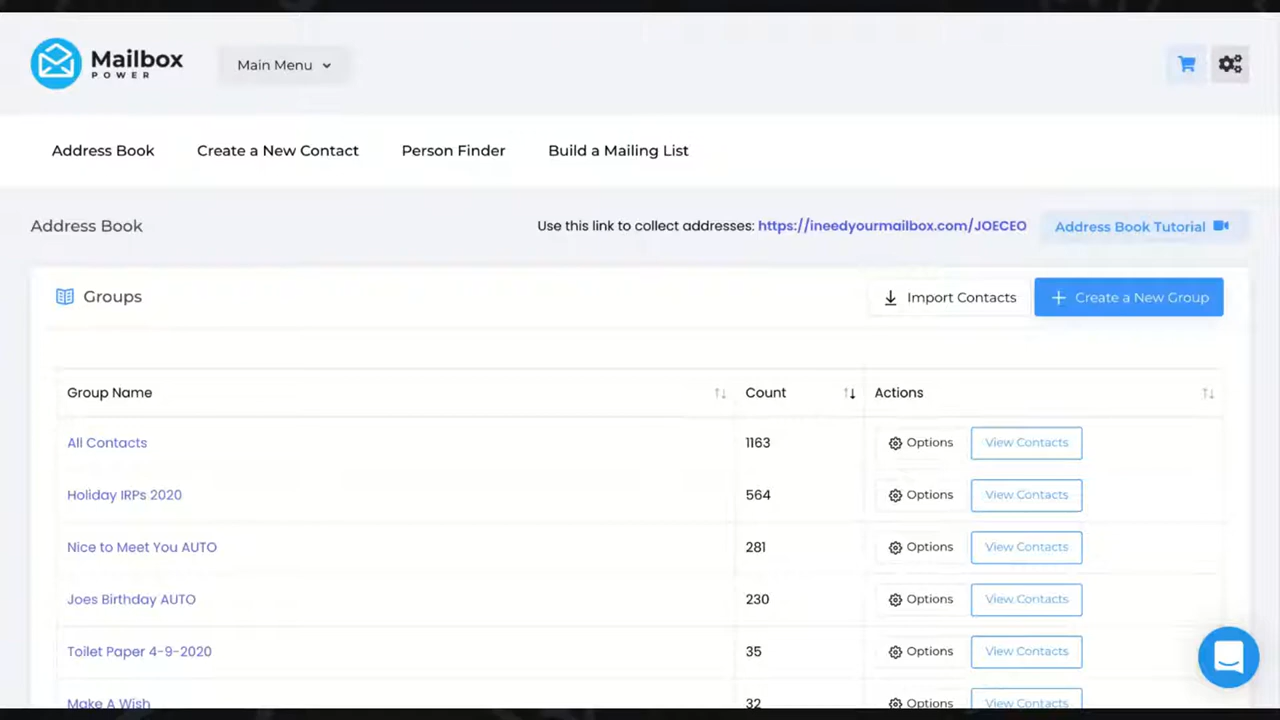 Mailbox
POWER
Main Menu
Address Book Create a New Contact Person Finder Build a Mailing List
Address Book Use this link to collect addresses: https://ineedyourmailbox.com/JOECEO Address Book Tutorial
Groups Import Contacts + Create a New Group
Group Name Count Actions
All Contacts 1163 Options View Contacts
Holiday IRPs 2020 564 Options View Contacts
Nice to Meet You AUTO 281 Options View Contacts
Joes Birthday AUTO 230 Options View Contacts
Toilet Paper 4-9-2020 35 Options View Contacts
Make A Wish 32 Options View Contacts